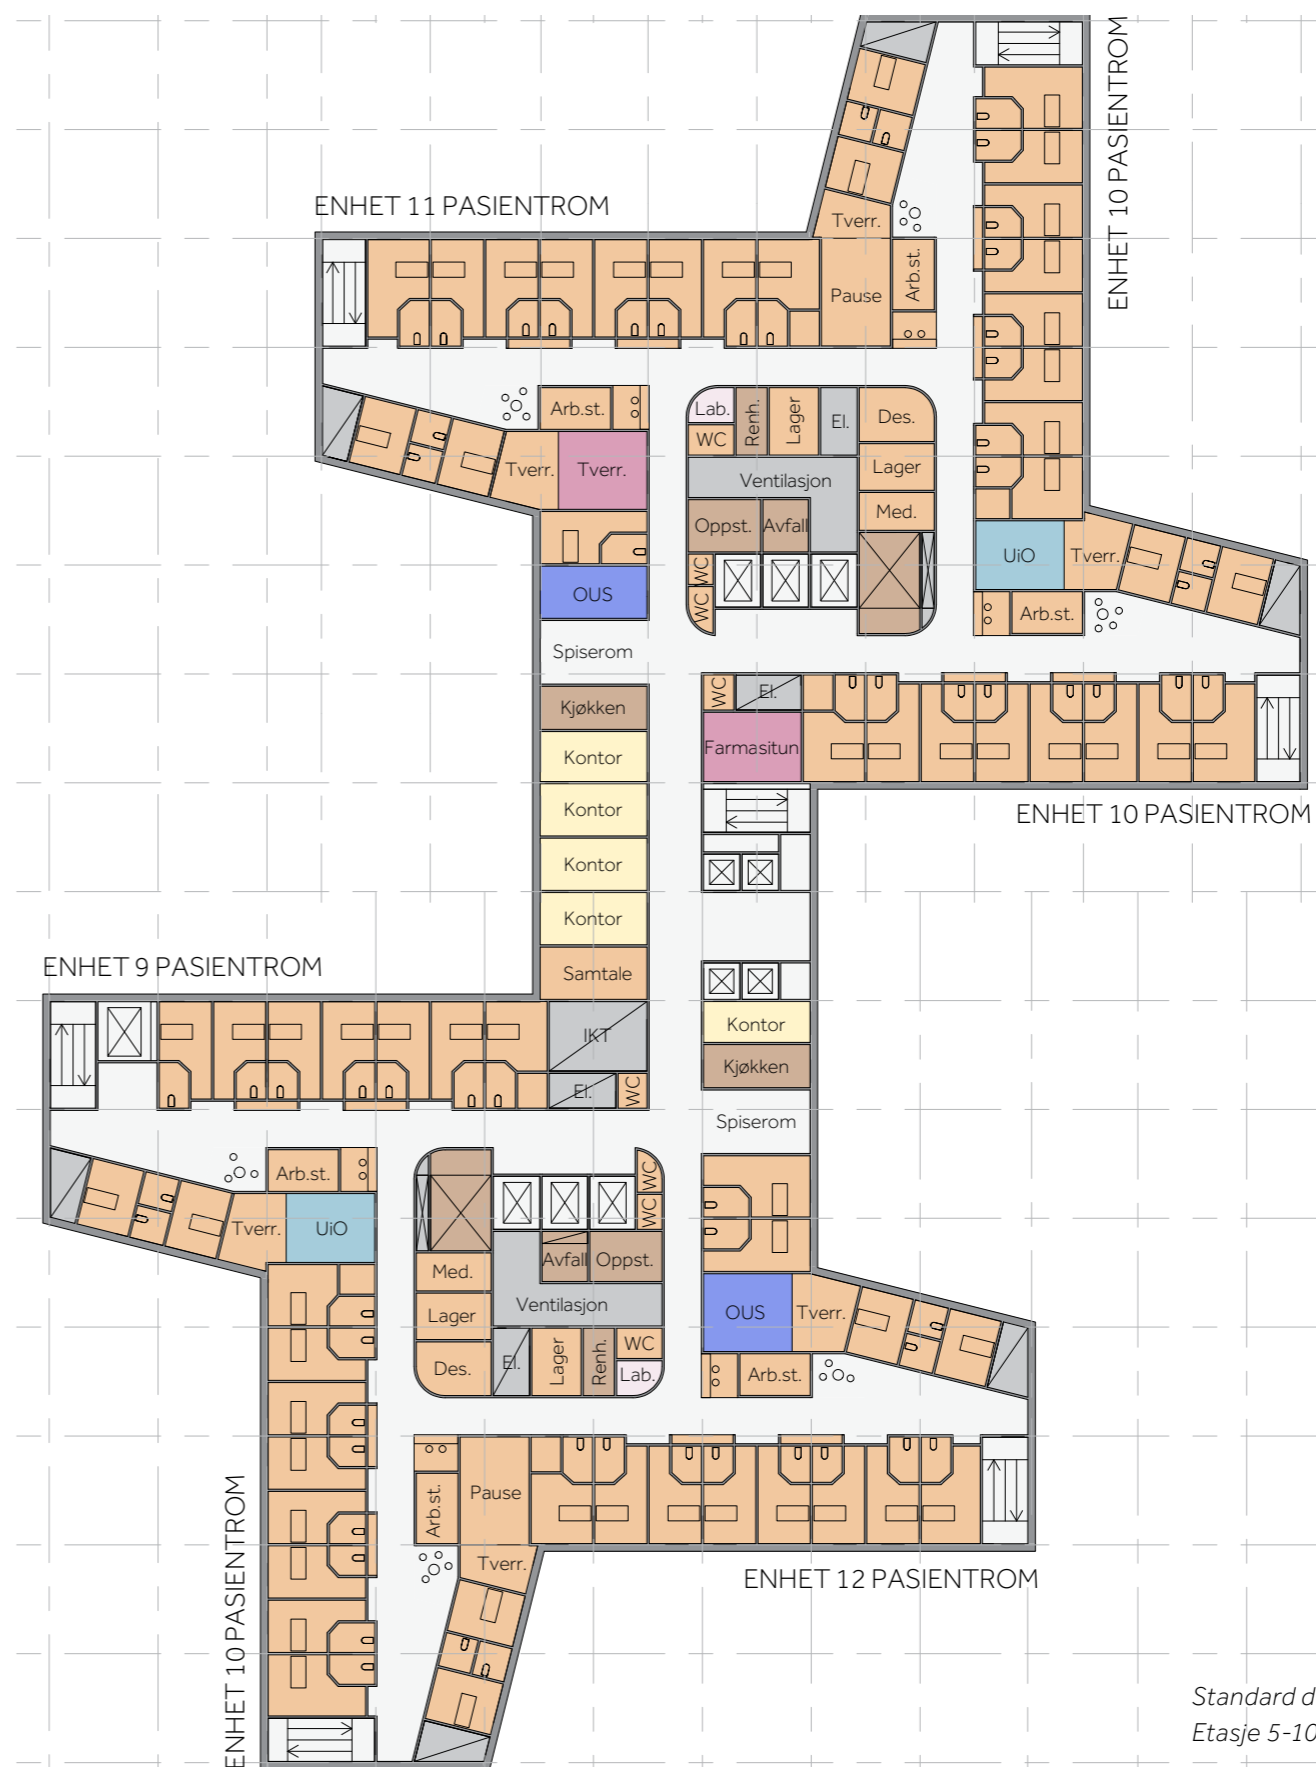 ENHET 10 PASIENTROM
ENHET 11 PASIENTROM
Tverr.
Pause
Arb.st.
Arb.st.
Tverr.
Tverr.
Lab.
WC
Renh.
Lager
El.
Des.
Ventilasjon
Lager
Oppst.
Avfall
Med.
WC
WC
OUS
UiO
Tverr.
Arb.st.
Spiserom
WC
El.
Kjøkken
Farmasitun
Kontor
Kontor
Kontor
Kontor
Samtale
ENHET 10 PASIENTROM
ENHET 9 PASIENTROM
IKT
El.
WC
Kontor
Kjøkken
Spiserom
Arb.st.
Tverr.
UiO
WC
WC
Avfall
Oppst.
Med.
Ventilasjon
Lager
Des.
El.
Lager
Renh.
WC
Lab.
OUS
Tverr.
Arb.st.
Arb.st.
Pause
Tverr.
ENHET 12 PASIENTROM
ENHET 10 PASIENTROM
Standard d
Etasje 5-10